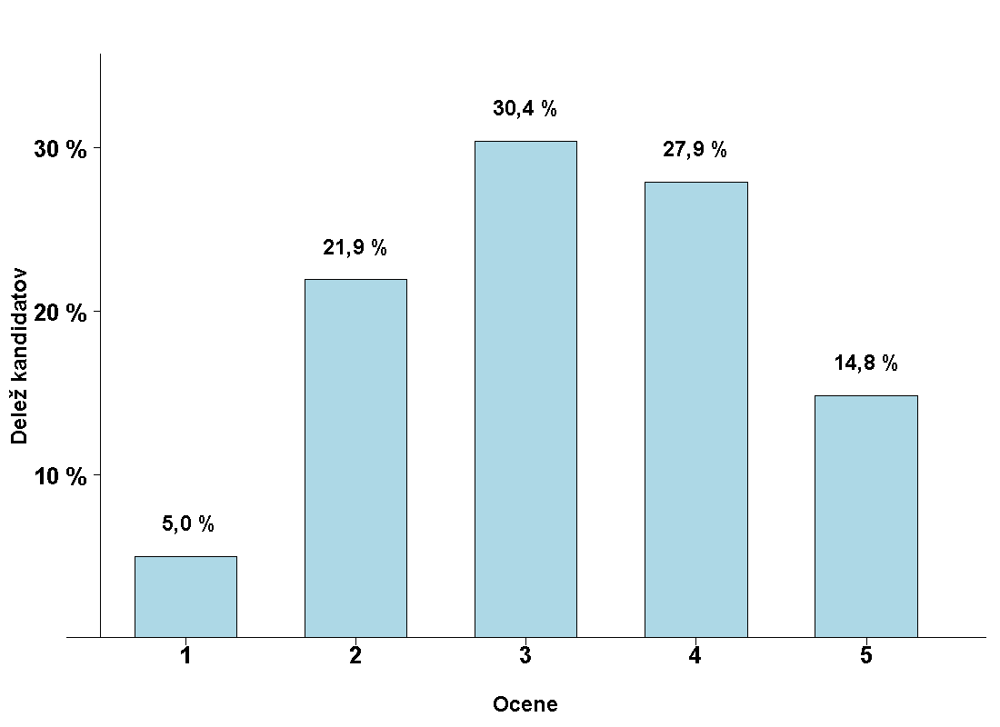 30,4 %
30 %
27,9 %
21,9 %
20 %
Delež kandidatov
14,8 %
10 %
5,0 %
1 2 3 4 5
Ocene